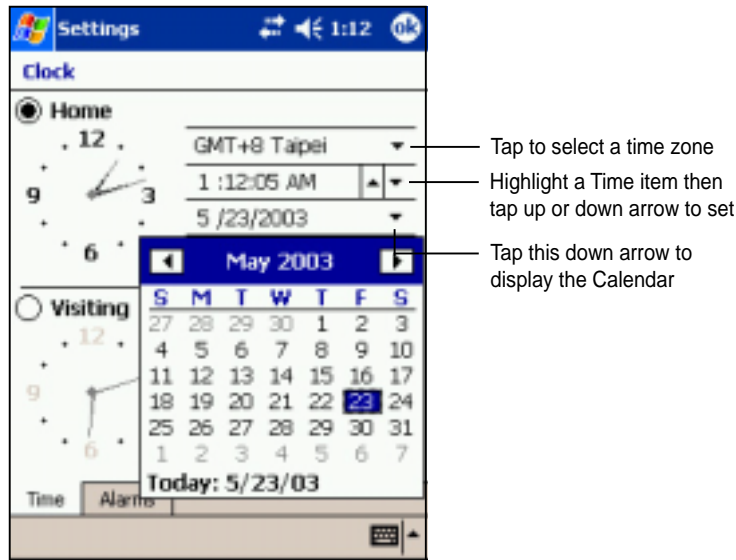 Settings 1:12 ok
Clock
Home
12
9
3
6
GMT+8 Taipei
1 :12:05 AM
5 /23/2003
Tap to select a time zone
Highlight a Time item then
tap up or down arrow to set
Tap this down arrow to
display the Calendar
May 2003
S M T W T F S
27 28 29 30 1 2 3
4 5 6 7 8 9 10
11 12 13 14 15 16 17
18 19 20 21 22 23 24
25 26 27 28 29 30 31
1 2 3 4 5 6 7
Today: 5/23/03
Visiting
12
9
6
Time Alarms